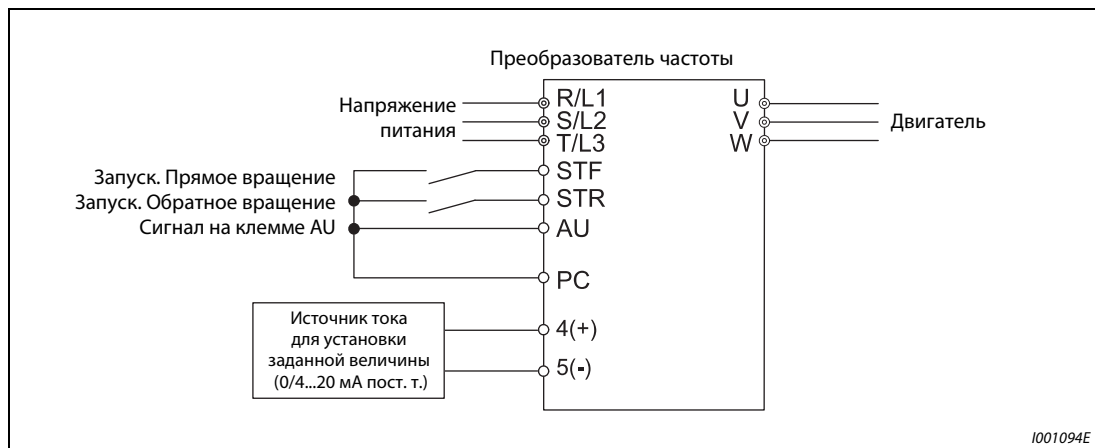 Преобразователь частоты
Напряжение
питания
R/L1
S/L2
T/L3
U
V
W
Двигатель
Запуск. Прямое вращение
STF
Запуск. Обратное вращение
STR
Сигнал на клемме AU
AU
PC
Источник тока
для установки
заданной величины
(0/4...20 мА пост. т.)
4(+)
5(-)
I001094E